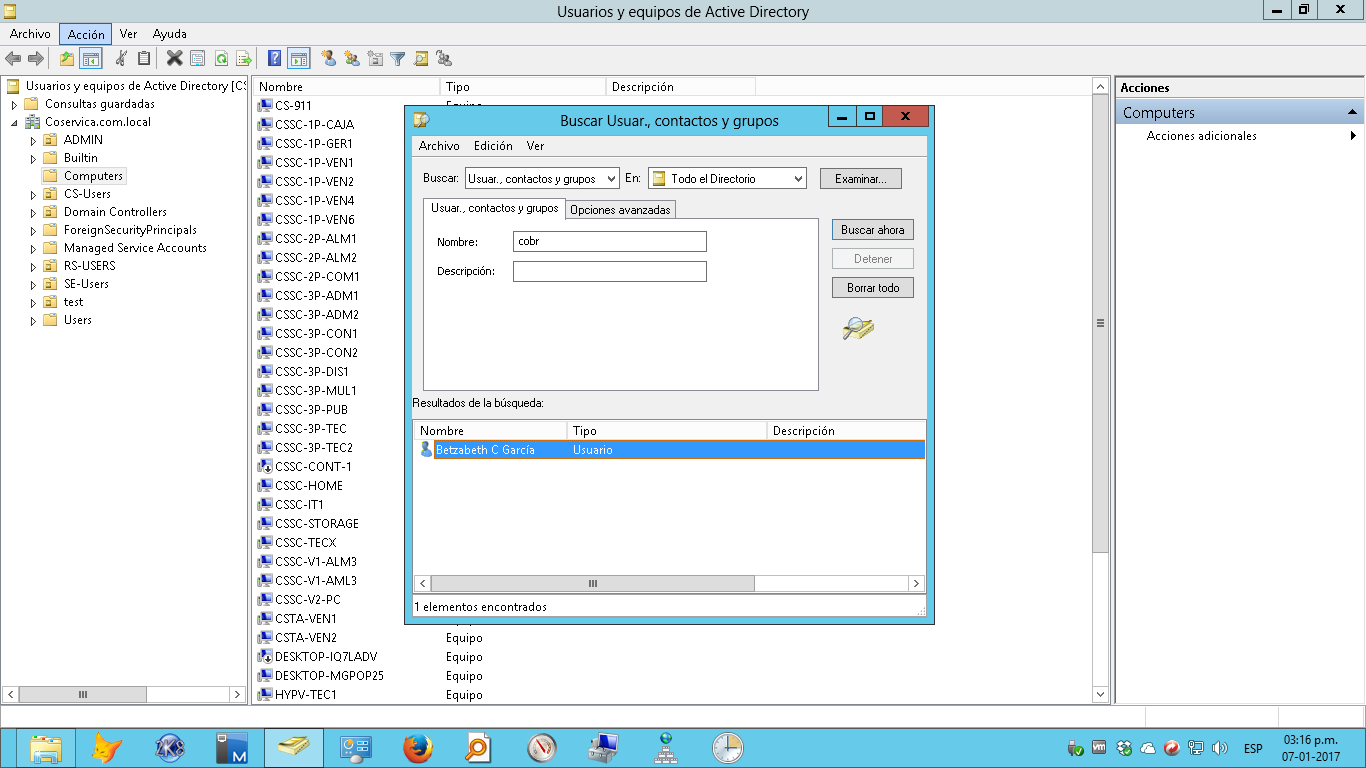 Usuarios y equipos de Active Directory
Archivo Acción Ver Ayuda
Usuarios y equipos de Active Directory [CS
Consultas guardadas
Coservica.com.local
ADMIN
Builtin
Computers
CS-Users
Domain Controllers
ForeignSecurityPrincipals
Managed Service Accounts
RS-USERS
SE-Users
test
Users
Nombre Tipo Descripción
CS-911 Equipo
CSSC-1P-CAJA
CSSC-1P-GER1
CSSC-1P-VEN1
CSSC-1P-VEN2
CSSC-1P-VEN4
CSSC-1P-VEN6
CSSC-2P-ALM1
CSSC-2P-ALM2
CSSC-2P-COM1
CSSC-3P-ADM1
CSSC-3P-ADM2
CSSC-3P-CON1
CSSC-3P-CON2
CSSC-3P-DIS1
CSSC-3P-MUL1
CSSC-3P-PUB
CSSC-3P-TEC
CSSC-3P-TEC2
CSSC-CONT-1
CSSC-HOME
CSSC-IT1
CSSC-STORAGE
CSSC-TECX
CSSC-V1-ALM3
CSSC-V1-AML3
CSSC-V2-PC
CSTA-VEN1
CSTA-VEN2 Equipo
DESKTOP-IQ7LADV Equipo
DESKTOP-MGPOP25 Equipo
HYPV-TEC1 Equipo
Buscar Usuar., contactos y grupos
Archivo Edición Ver
Buscar: Usuar., contactos y grupos En: Todo el Directorio Examinar...
Usuar., contactos y grupos Opciones avanzadas
Nombre: cobr
Descripción:
Buscar ahora
Detener
Borrar todo
Resultados de la búsqueda:
Nombre Tipo Descripción
Betzabeth C García Usuario
1 elementos encontrados
Acciones
Computers
Acciones adicionales
ESP
03:16 p.m.
07-01-2017